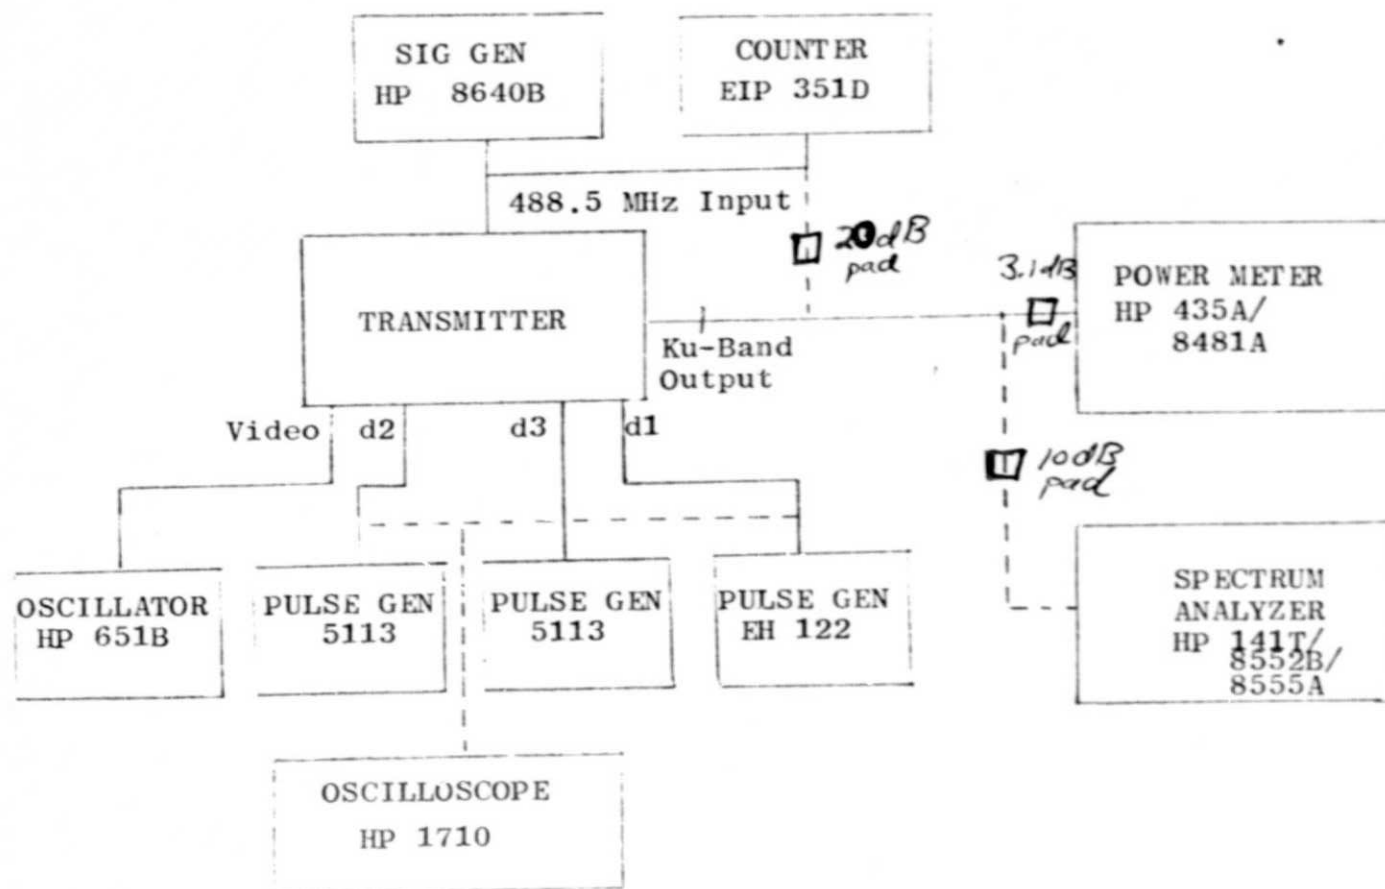 SIG GEN
HP 8640B
COUNTER
EIP 351D
488.5 MHz Input
20dB
pad
3.1dB
pad
POWER METER
HP 435A/
8481A
TRANSMITTER
Ku-Band
Output
Video
d2
d3
d1
10dB
pad
OSCILLATOR
HP 651B
PULSE GEN
5113
PULSE GEN
5113
PULSE GEN
EH 122
SPECTRUM
ANALYZER
HP 141T/
8552B/
8555A
OSCILLOSCOPE
HP 1710